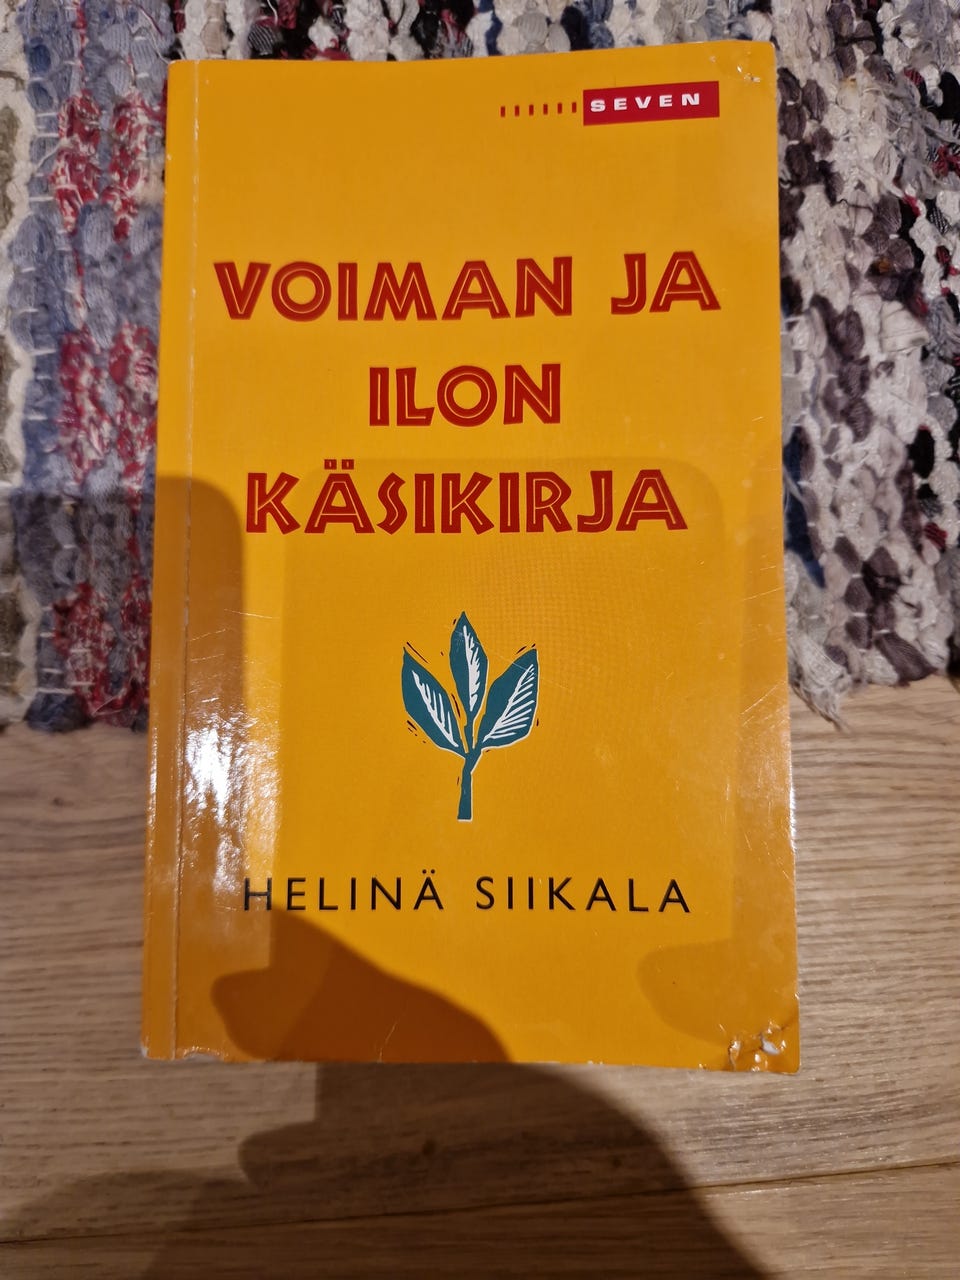 SEVEN
VOIMAN JA
ILON
KÄSIKIRJA
HELINÄ SIIKALA